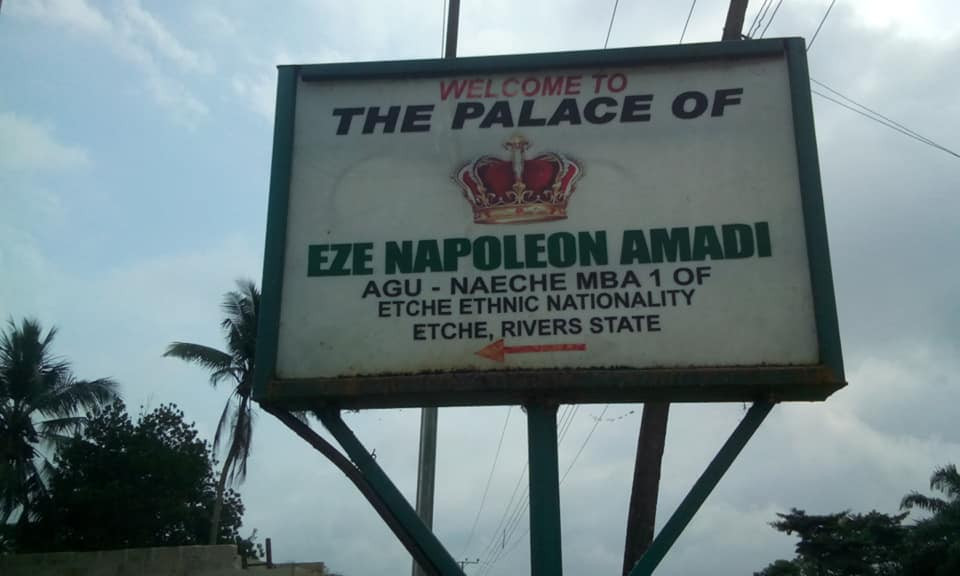 WELCOME TO
THE PALACE OF
EZE NAPOLEON AMADI
AGU - NAECHE MBA 1 OF
ETCHE ETHNIC NATIONALITY
ETCHE, RIVERS STATE